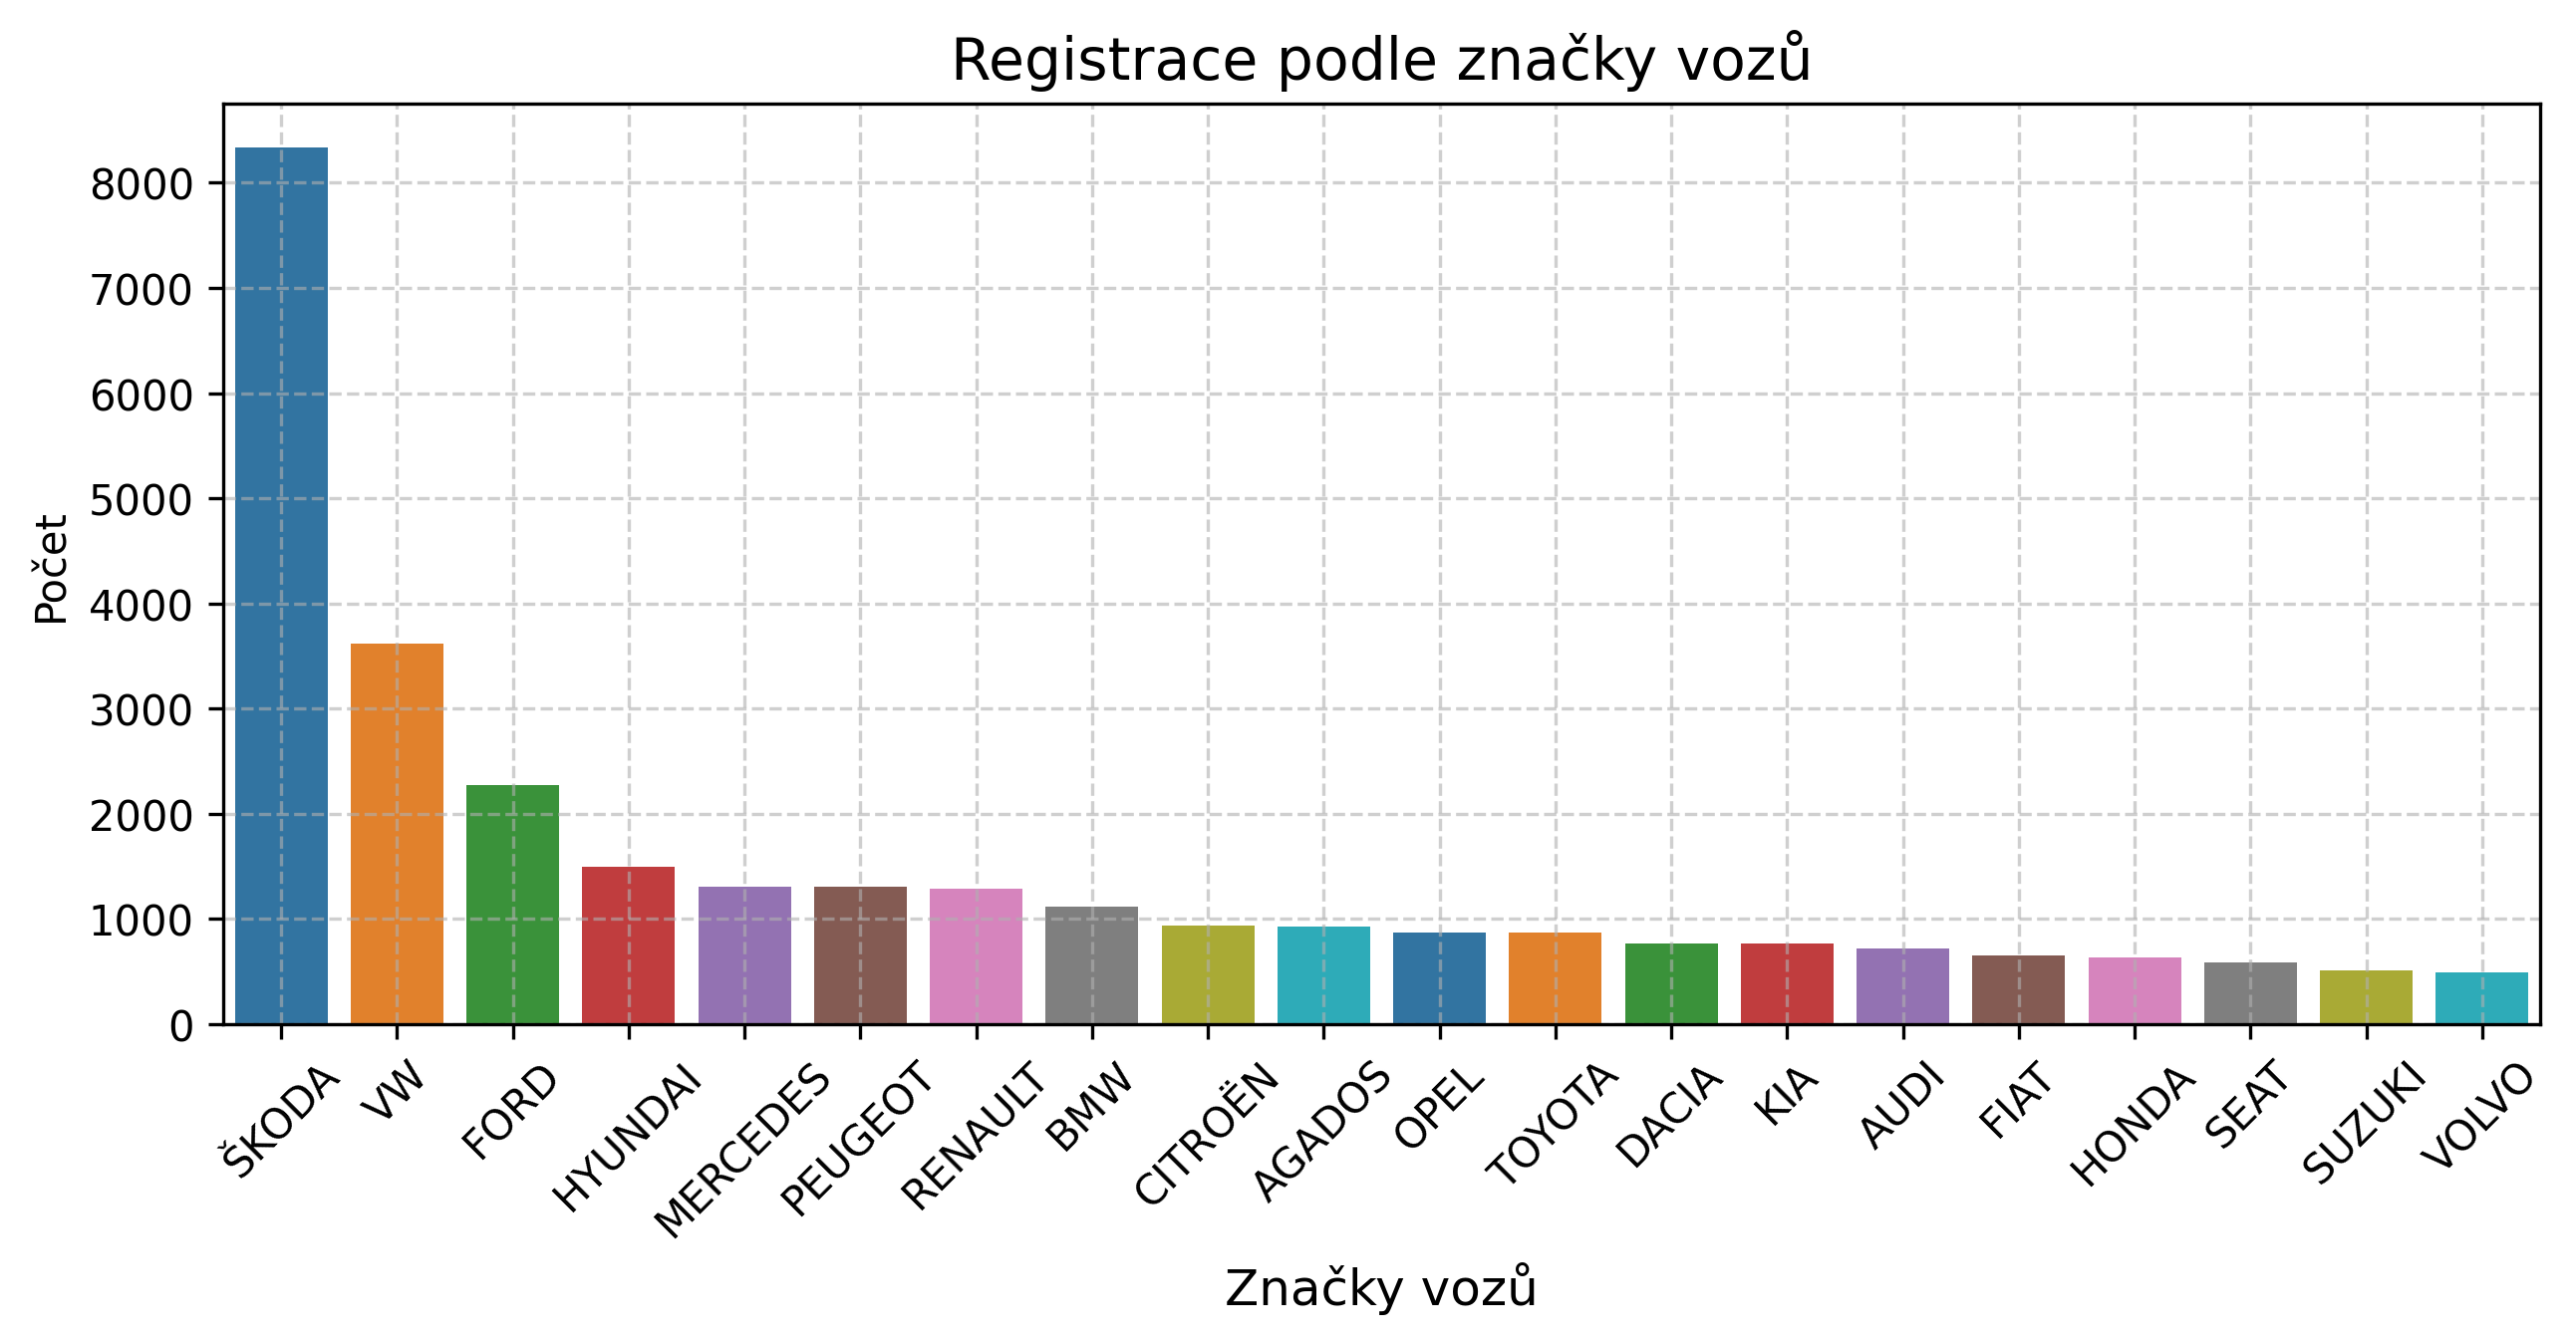 Registrace podle značky vozů
Počet
8000
7000
6000
5000
4000
3000
2000
1000
0
ŠKODA
VW
FORD
HYUNDAI
MERCEDES
PEUGEOT
RENAULT
BMW
CITROËN
AGADOS
OPEL
TOYOTA
DACIA
KIA
AUDI
FIAT
HONDA
SEAT
SUZUKI
VOLVO
Značky vozů